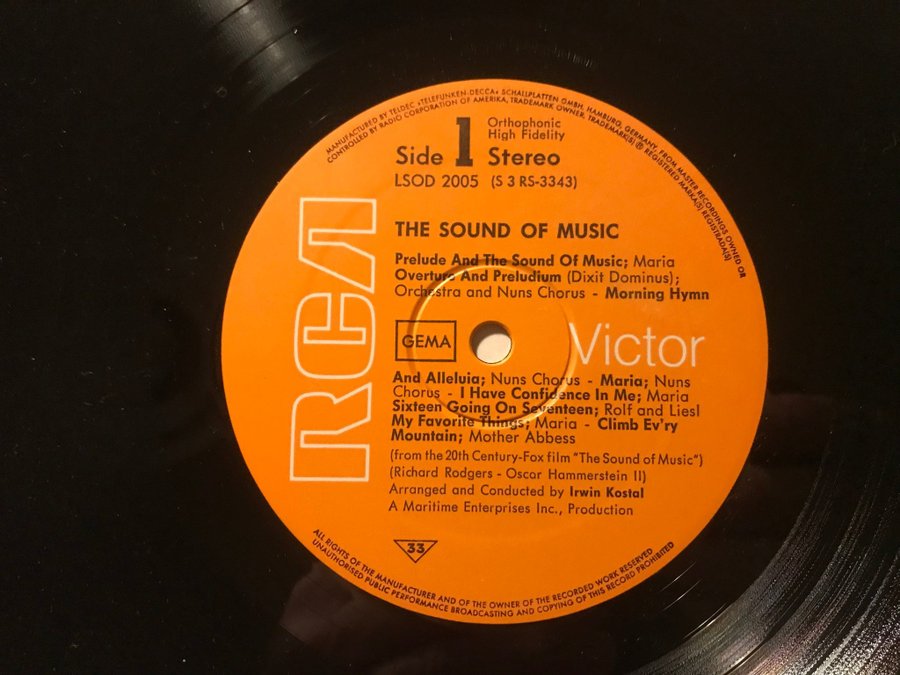 MANUFACTURED BY TELDEC »TELEFUNKEN-DECCA« SCHALLPLATTEN GMBH, HAMBURG, GERMANY, FROM MASTER RECORDINGS OWNED OR
CONTROLLED BY RADIO CORPORATION OF AMERICA, TRADEMARK OWNER. TRADEMARK(S) ® REGISTERED MARKA(S) REGISTRADA(S)
Side 1
Orthophonic
High Fidelity
Stereo
LSOD 2005 (S 3 RS-3343)
RCA
THE SOUND OF MUSIC
Prelude And The Sound Of Music; Maria
Overture And Preludium (Dixit Dominus);
Orchestra and Nuns Chorus - Morning Hymn
GEMA
Victor
And Alleluia; Nuns Chorus - Maria; Nuns
Chorus - I Have Confidence In Me; Maria
Sixteen Going On Seventeen; Rolf and Liesl
My Favorite Things; Maria - Climb Ev'ry
Mountain; Mother Abbess
(from the 20th Century-Fox film "The Sound of Music")
(Richard Rodgers - Oscar Hammerstein II)
Arranged and Conducted by Irwin Kostal
A Maritime Enterprises Inc., Production
33
ALL RIGHTS OF THE MANUFACTURER AND OF THE OWNER OF THE RECORDED WORK RESERVED
UNAUTHORISED PUBLIC PERFORMANCE BROADCASTING AND COPYING OF THIS RECORD PROHIBITED